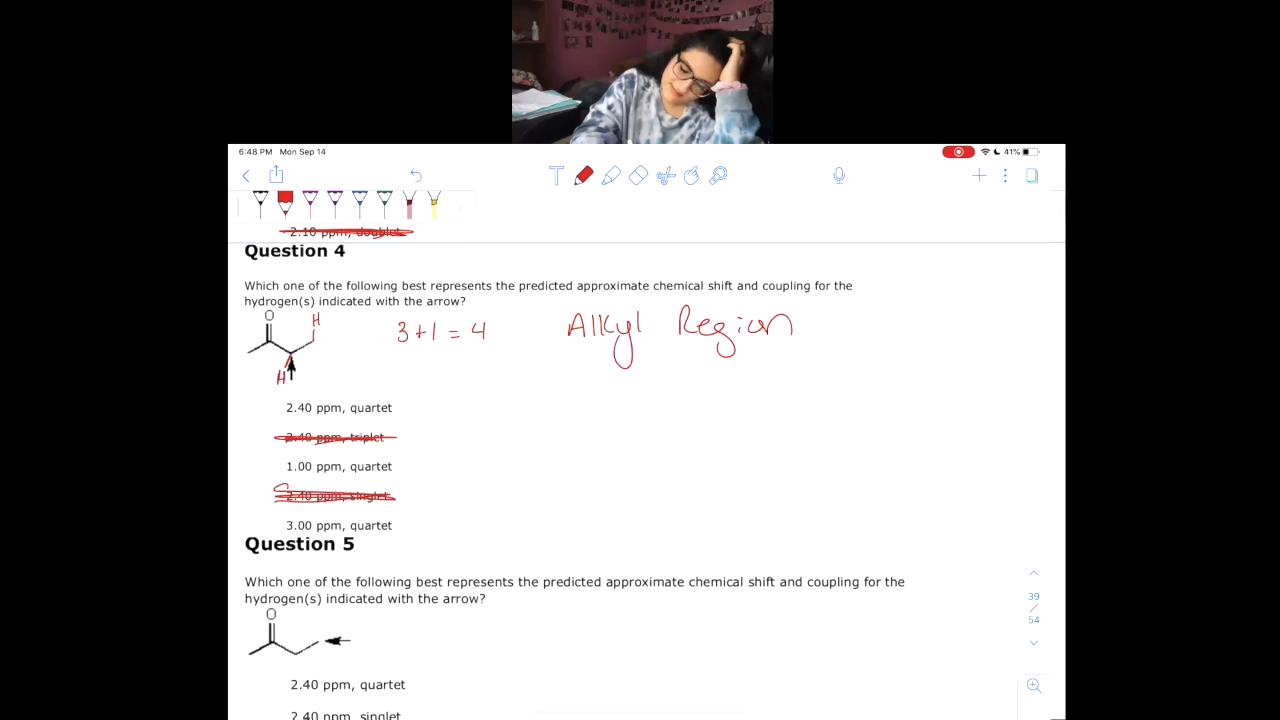 6:48 PM Mon Sep 14
41%
T
2.10 ppm, doublet
Question 4
Which one of the following best represents the predicted approximate chemical shift and coupling for the
hydrogen(s) indicated with the arrow?
O
H
3+1=4
Alkyl Region
H
2.40 ppm, quartet
2.40 ppm, triplet
1.00 ppm, quartet
2.40 ppm, singlet
3.00 ppm, quartet
Question 5
Which one of the following best represents the predicted approximate chemical shift and coupling for the
hydrogen(s) indicated with the arrow?
39
/
54
O
2.40 ppm, quartet
2.40 ppm, singlet